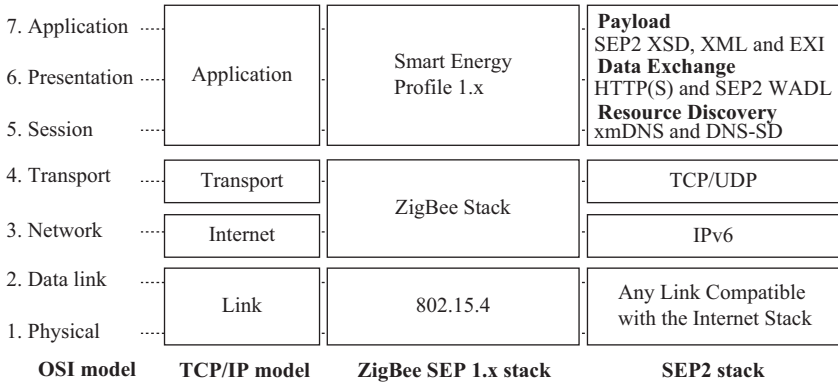 7. Application
6. Presentation
5. Session
4. Transport
3. Network
2. Data link
1. Physical
OSI model
Application
Transport
Internet
Link
TCP/IP model
Smart Energy
Profile 1.x
ZigBee Stack
802.15.4
ZigBee SEP 1.x stack
Payload
SEP2 XSD, XML and EXI
Data Exchange
HTTP(S) and SEP2 WADL
Resource Discovery
xmDNS and DNS-SD
TCP/UDP
IPv6
Any Link Compatible
with the Internet Stack
SEP2 stack